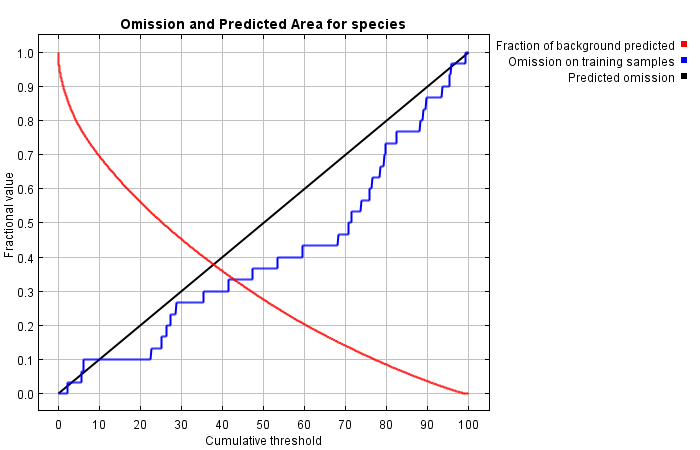 Omission and Predicted Area for species
Fraction of background predicted
Omission on training samples
Predicted omission
Fractional value
1.0
0.9
0.8
0.7
0.6
0.5
0.4
0.3
0.2
0.1
0.0
0 10 20 30 40 50 60 70 80 90 100
Cumulative threshold